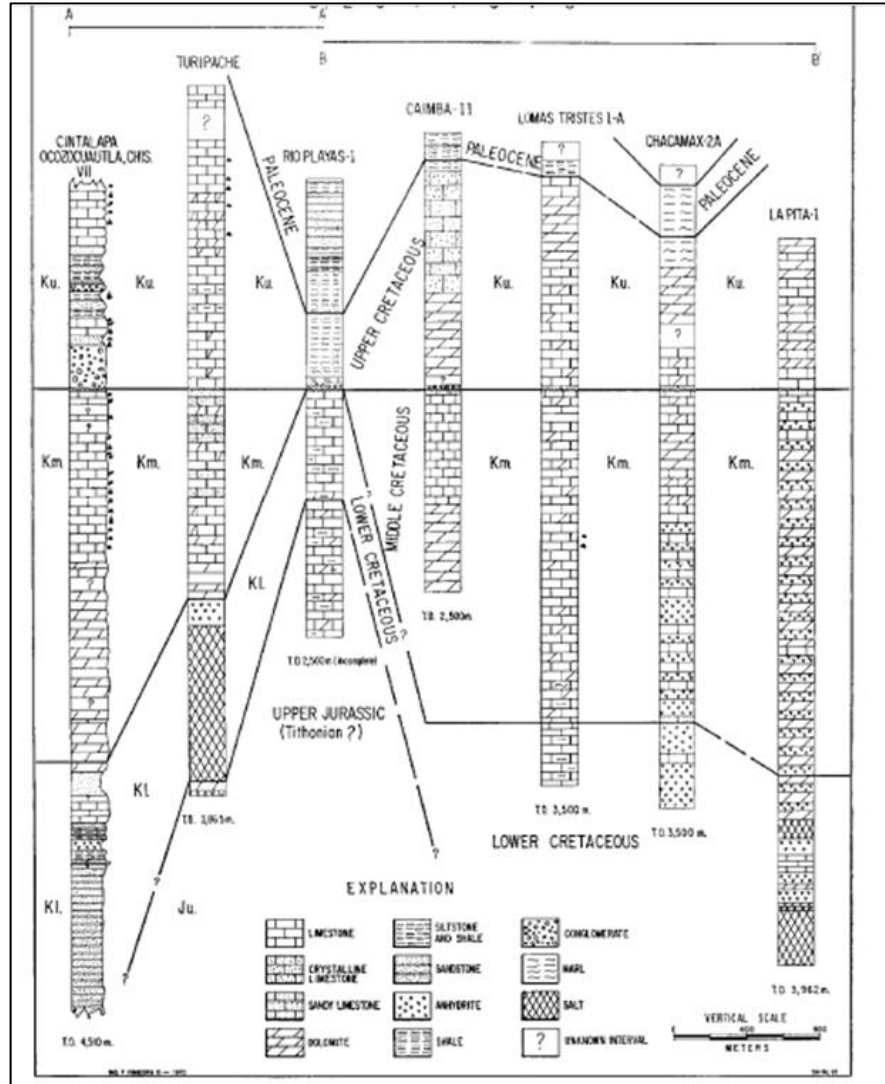 A A'
B B'
TURIPACHE
CINTALAPA
OCOZOCUAUTLA, CHIS.
VII
RIO PLAYAS-1
CAIMBA-11
LOMAS TRISTES 1-A
CHACAMAX-2A
LA PITA-1
PALEOCENE
PALEOCENE
PALEOCENE
?
?
?
Ku.
Ku.
Ku.
UPPER CRETACEOUS
Ku.
Ku.
Ku.
?
?
?
?
Km.
Km.
Km.
MIDDLE CRETACEOUS
Km.
Km.
Km.
?
?
Kl.
LOWER CRETACEOUS
?
?
T.D. 2,500m.
T.D 2,500 m (incomplete)
UPPER JURASSIC
(Tithonian ?)
Kl.
T.D. 3,500 m.
T.D. 3,500 m.
LOWER CRETACEOUS
?
?
Kl.
Ju.
?
T.D. 3,962 m.
T.D. 4,510 m.
EXPLANATION
LIMESTONE
CRYSTALLINE LIMESTONE
SANDY LIMESTONE
DOLOMITE
SILTSTONE AND SHALE
SANDSTONE
ANHYDRITE
SHALE
CONGLOMERATE
MARL
SALT
? UNKNOWN INTERVAL
VERTICAL SCALE
METERS